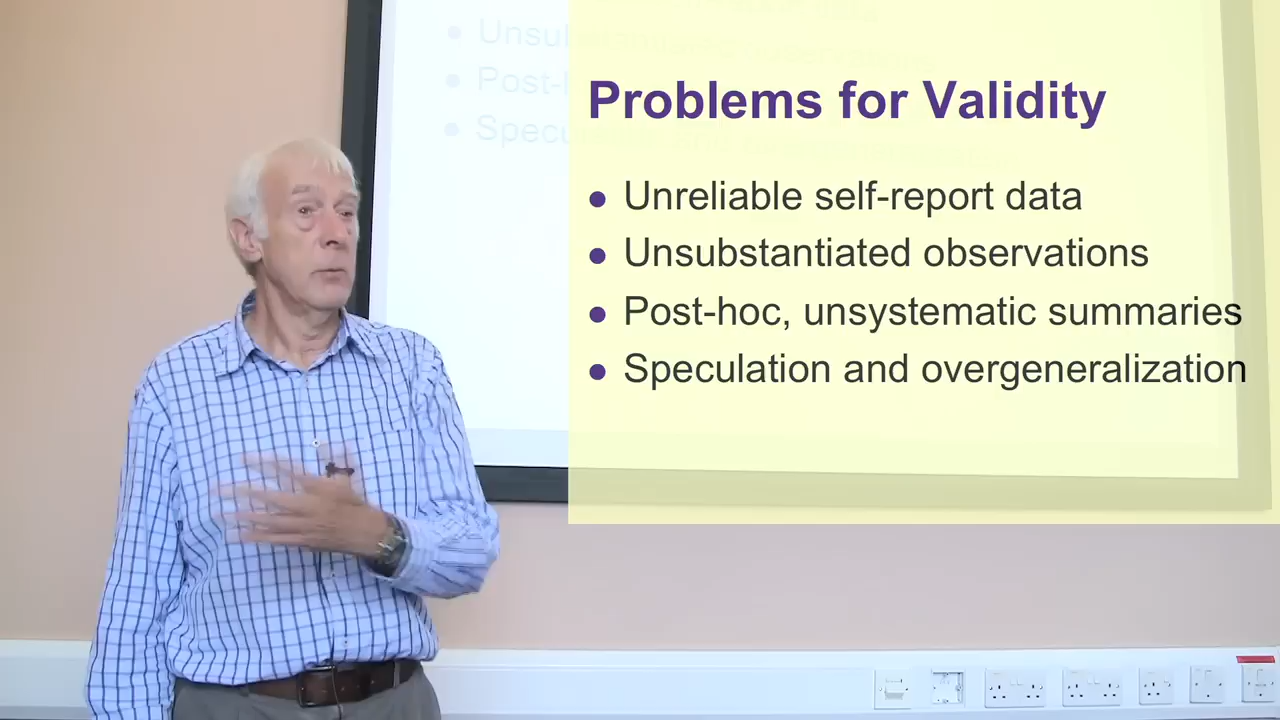 Problems for Validity
• Unreliable self-report data
• Unsubstantiated observations
• Post-hoc, unsystematic summaries
• Speculation and overgeneralization